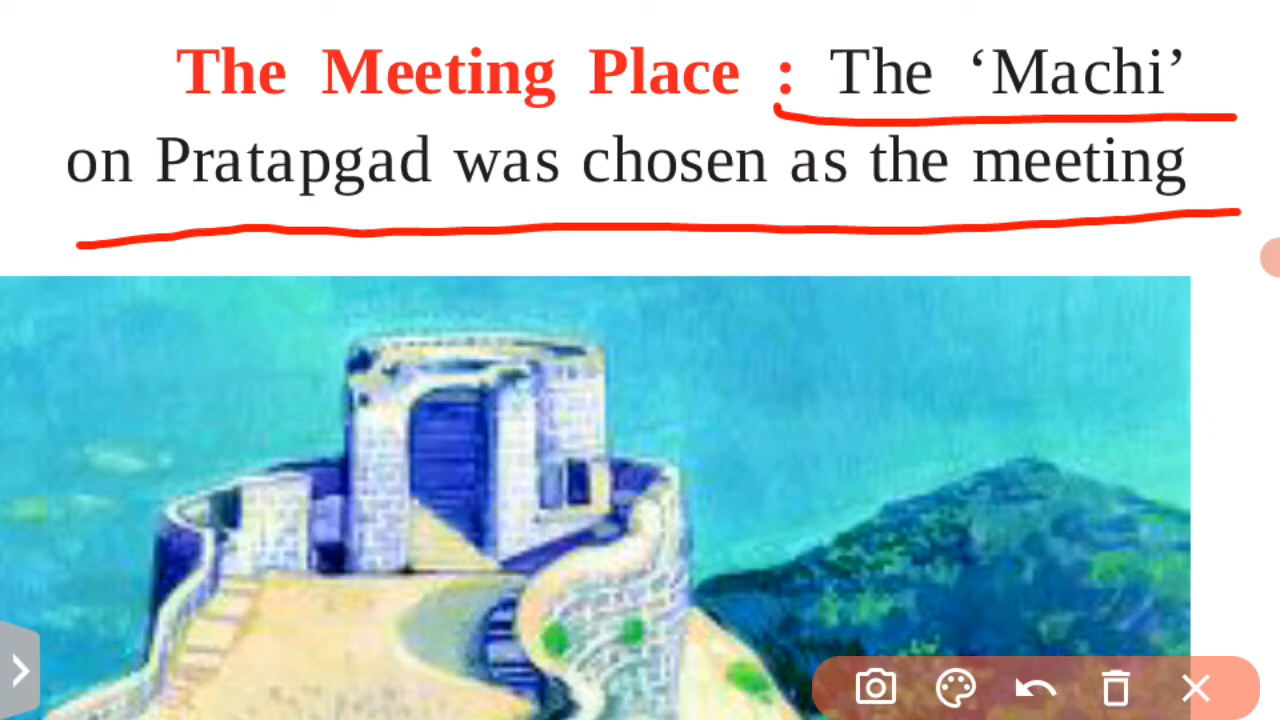 The Meeting Place : The ‘Machi’
on Pratapgad was chosen as the meeting